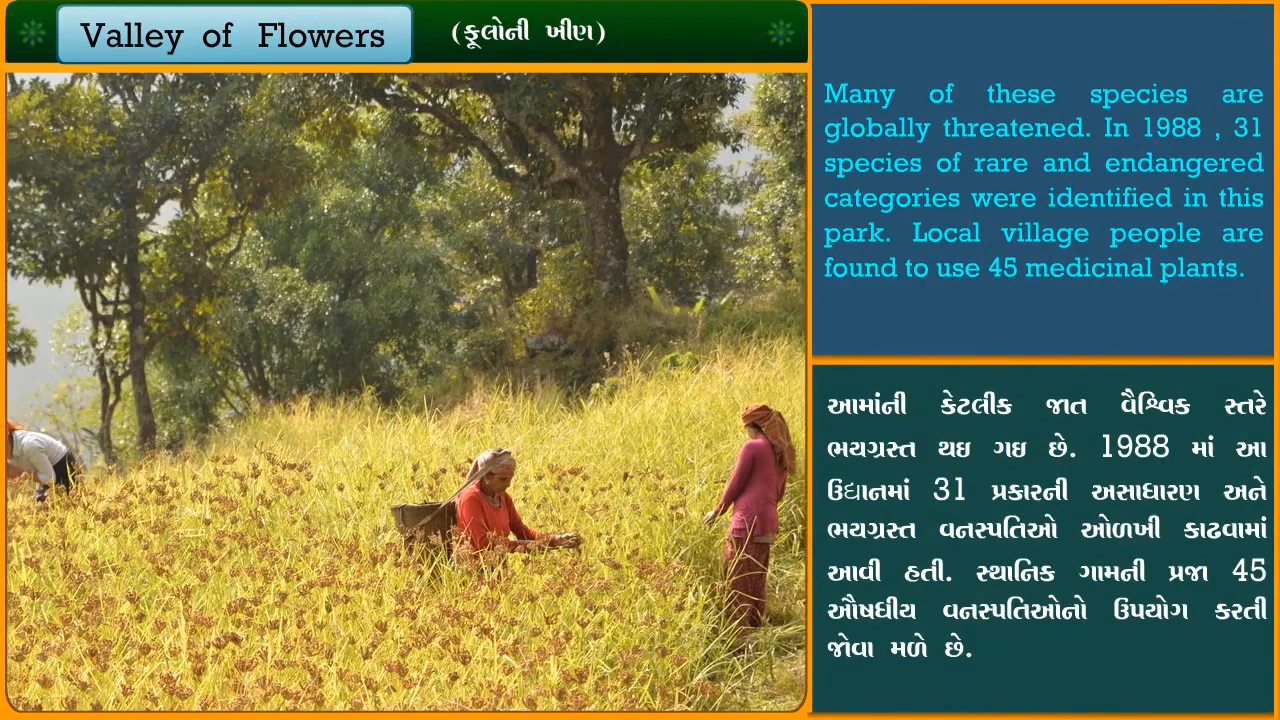 Valley of Flowers
(ફૂલોની ખીણ)
Many of these species are
globally threatened. In 1988 , 31
species of rare and endangered
categories were identified in this
park. Local village people are
found to use 45 medicinal plants.
આમાંની કેટલીક જાત વૈશ્વિક સ્તરે
ભયગ્રસ્ત થઇ ગઇ છે. 1988 માં આ
ઉદ્યાનમાં 31 પ્રકારની અસાધારણ અને
ભયગ્રસ્ત વનસ્પતિઓ ઓળખી કાઢવામાં
આવી હતી. સ્થાનિક ગામની પ્રજા 45
ઔષધીય વનસ્પતિઓનો ઉપયોગ કરતી
જોવા મળે છે.